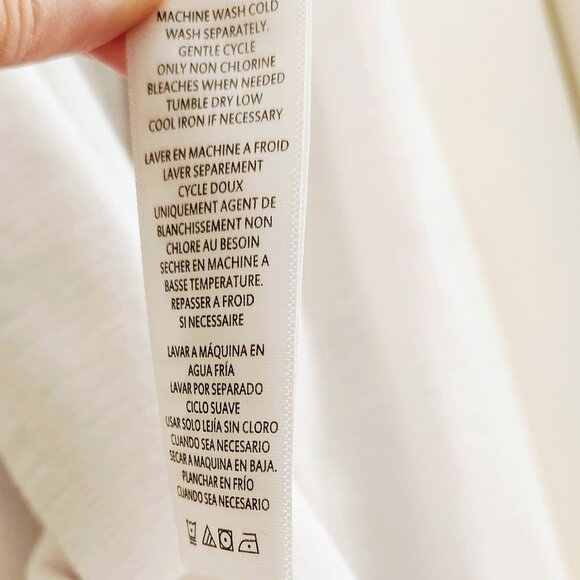 MACHINE WASH COLD
WASH SEPARATELY.
GENTLE CYCLE
ONLY NON CHLORINE
BLEACHES WHEN NEEDED
TUMBLE DRY LOW
COOL IRON IF NECESSARY
LAVER EN MACHINE A FROID
LAVER SEPAREMENT
CYCLE DOUX
UNIQUEMENT AGENT DE
BLANCHISSEMENT NON
CHLORE AU BESOIN
SECHER EN MACHINE A
BASSE TEMPERATURE.
REPASSER A FROID
SI NECESSAIRE
LAVAR A MÁQUINA EN
AGUA FRÍA
LAVAR POR SEPARADO
CICLO SUAVE
USAR SOLO LEJÍA SIN CLORO
CUANDO SEA NECESARIO
SECAR A MAQUINA EN BAJA.
PLANCHAR EN FRÍO
CUANDO SEA NECESARIO